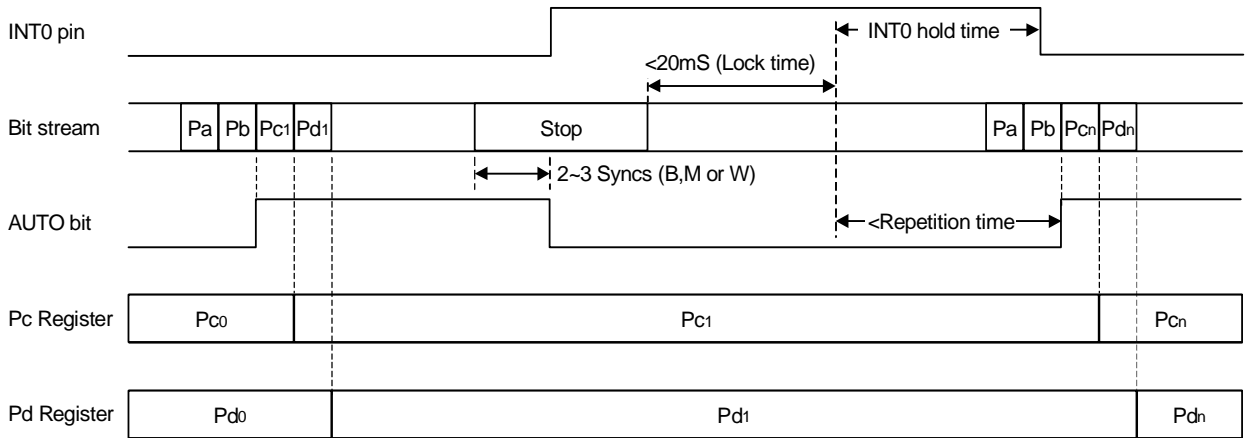 INT0 pin
INT0 hold time
<20mS (Lock time)
Bit stream
Pa Pb Pc1 Pd1 Stop Pa Pb Pcn Pdn
2~3 Syncs (B,M or W)
AUTO bit
<Repetition time
Pc Register Pc0 Pc1 Pcn
Pd Register Pd0 Pd1 Pdn